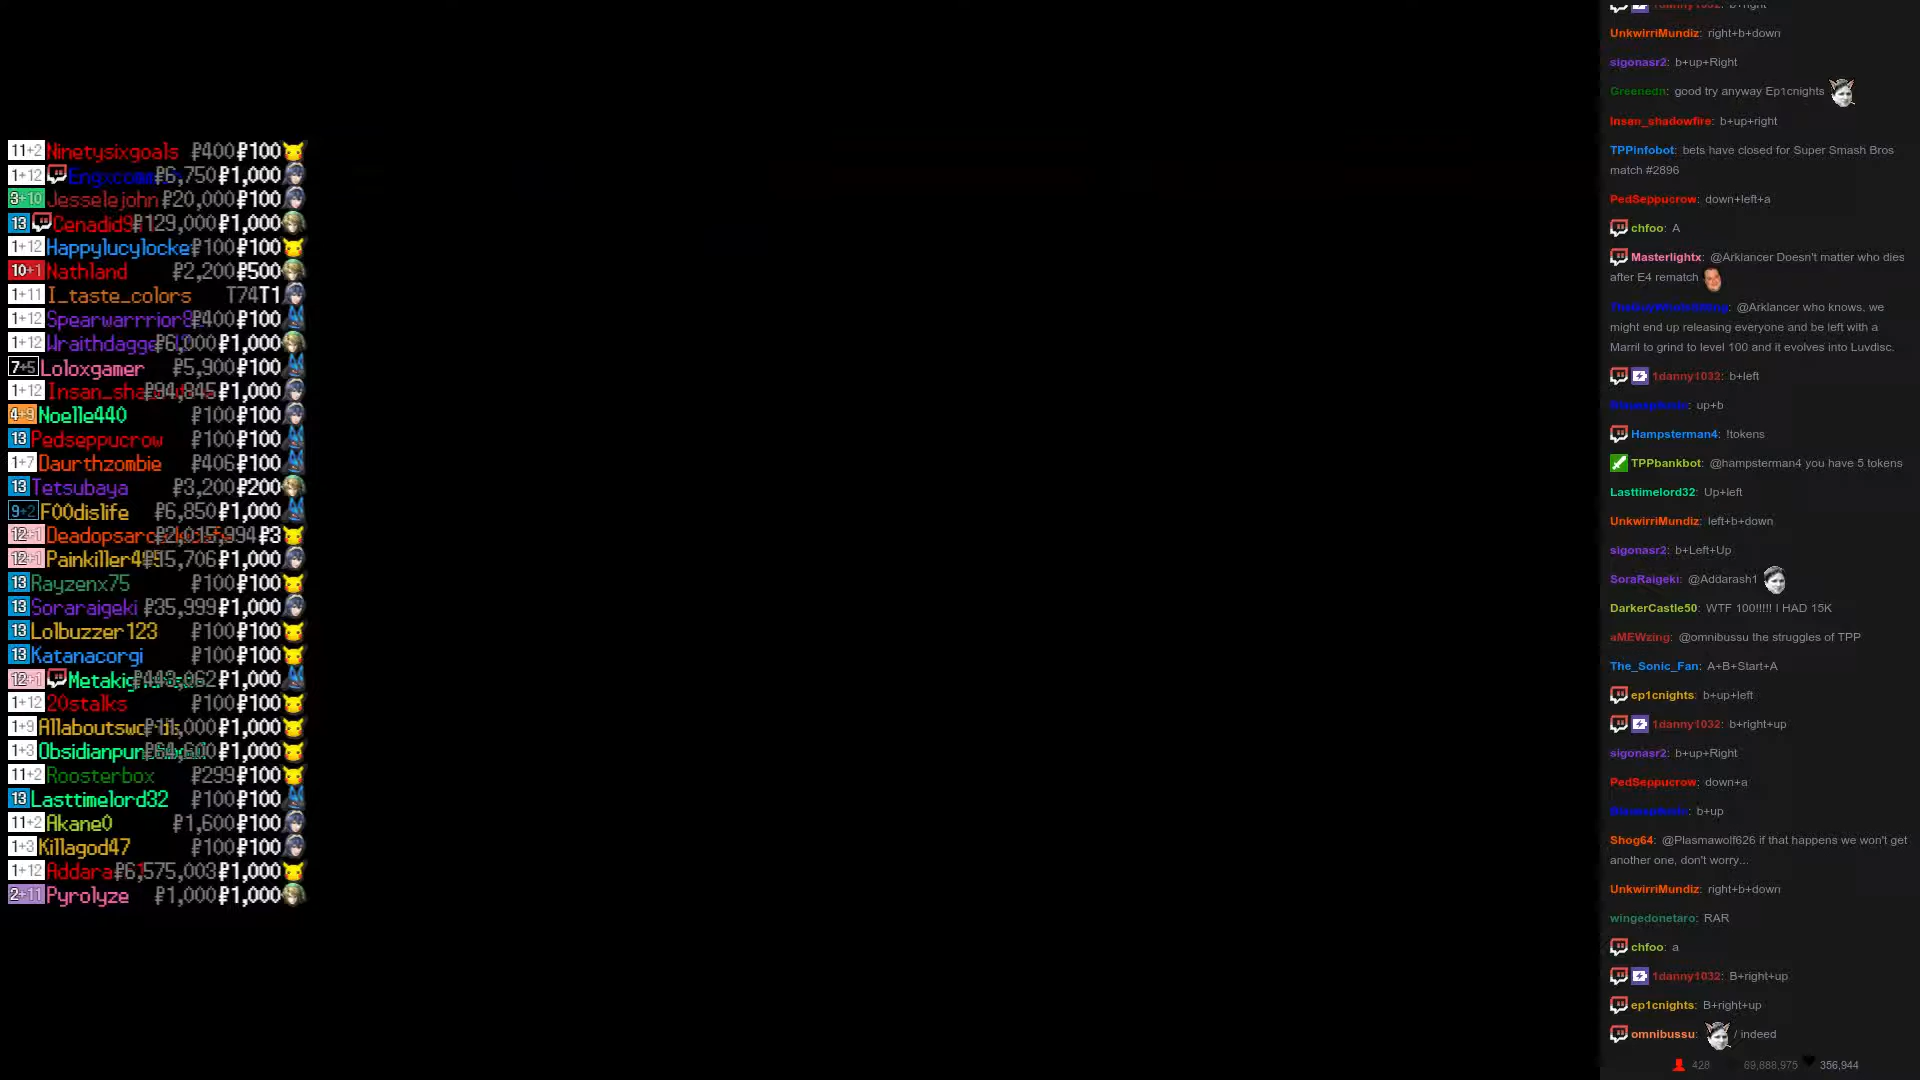 11+2 Ninetysixgoals ₽400 ₽100
1+12 ₽6,750 ₽1,000
3+10 Jesselejohn ₽20,000 ₽100
13 Cenadid9 ₽129,000 ₽1,000
1+12 Happylucylocke ₽100 ₽100
10+1 Nathland ₽2,200 ₽500
1+11 I_taste_colors T74 T1
1+12 ₽400 ₽100
1+12 ₽6,000 ₽1,000
7+5 Loloxgamer ₽5,900 ₽100
1+12 ₽94,845 ₽1,000
4+9 Noelle440 ₽100 ₽100
13 Pedseppucrow ₽100 ₽100
1+7 Daurthzombie ₽406 ₽100
13 Tetsubaya ₽3,200 ₽200
9+2 F00dislife ₽6,850 ₽1,000
12+1 ₽3
12+1 ₽1,000
13 Rayzenx75 ₽100 ₽100
13 Soraraigeki ₽35,999 ₽1,000
13 Lolbuzzer123 ₽100 ₽100
13 Katanacorgi ₽100 ₽100
12+1 ₽1,000
1+12 20stalks ₽100 ₽100
1+9 ₽1,000
1+3 ₽1,000
11+2 Roosterbox ₽299 ₽100
13 Lasttimelord32 ₽100 ₽100
11+2 Akane0 ₽1,600 ₽100
1+3 Killagod47 ₽100 ₽100
1+12 Addara ₽6,575,003 ₽1,000
2+11 Pyrolyze ₽1,000 ₽1,000
1danny1032: b+right
UnkwirriMundiz: right+b+down
sigonasr2: b+up+Right
Greenedn: good try anyway Ep1cnights
Insan_shadowfire: b+up+right
TPPinfobot: bets have closed for Super Smash Bros
match #2896
PedSeppucrow: down+left+a
chfoo: A
Masterlightx: @Arklancer Doesn't matter who dies
after E4 rematch
@Arklancer who knows, we
might end up releasing everyone and be left with a
Marril to grind to level 100 and it evolves into Luvdisc.
1danny1032: b+left
up+b
Hampsterman4: !tokens
TPPbankbot: @hampsterman4 you have 5 tokens
Lasttimelord32: Up+left
UnkwirriMundiz: left+b+down
sigonasr2: b+Left+Up
SoraRaigeki: @Addarash1
DarkerCastle50: WTF 100!!!!! I HAD 15K
aMEWzing: @omnibussu the struggles of TPP
The_Sonic_Fan: A+B+Start+A
ep1cnights: b+up+left
1danny1032: b+right+up
sigonasr2: b+up+Right
PedSeppucrow: down+a
b+up
Shog64: @Plasmawolf626 if that happens we won't get
another one, don't worry...
UnkwirriMundiz: right+b+down
wingedonetaro: RAR
chfoo: a
1danny1032: B+right+up
ep1cnights: B+right+up
omnibussu: / indeed
428 69,688,975 356,944